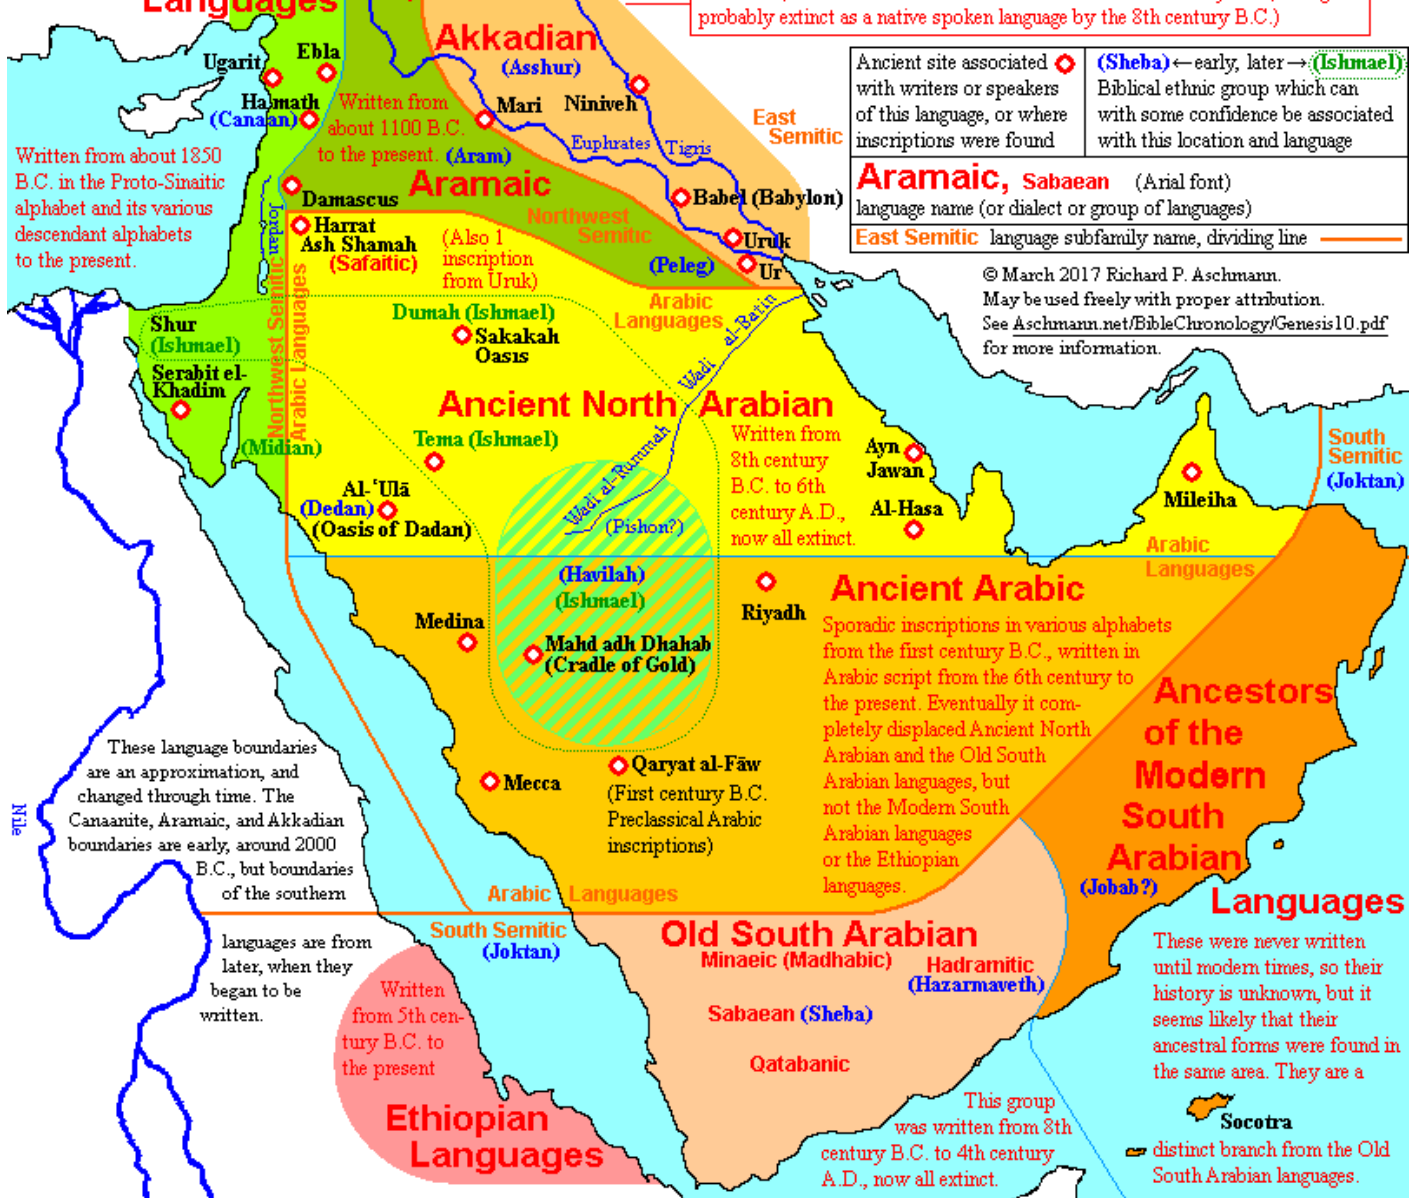 Languages
probably extinct as a native spoken language by the 8th century B.C.)
Akkadian
(Asshur)
Ugarit
Ebla
Hamath
(Canaan)
Mari
Niniveh
East
Semitic
Euphrates
Tigris
Written from
about 1100 B.C.
to the present.
(Aram)
Aramaic
Written from about 1850
B.C. in the Proto-Sinaitic
alphabet and its various
descendant alphabets
to the present.
Damascus
Jordan
Northwest
Semitic
Babel (Babylon)
Uruk
Ur
(Peleg)
Ancient site associated
with writers or speakers
of this language, or where
inscriptions were found
(Sheba)←early, later→(Ishmael)
Biblical ethnic group which can
with some confidence be associated
with this location and language
Aramaic, Sabaean (Arial font)
language name (or dialect or group of languages)
East Semitic language subfamily name, dividing line
© March 2017 Richard P. Aschmann.
May be used freely with proper attribution.
See Aschmann.net/BibleChronology/Genesis10.pdf
for more information.
Harrat
Ash Shamah
(Safaitic)
(Also 1
inscription
from Uruk)
Arabic
Languages
Northwest Semitic
Arabic Languages
Shur
(Ishmael)
Serabit el-
Khadim
(Midian)
Dumah (Ishmael)
Sakakah
Oasis
Wadi al-Batin
Ancient North Arabian
Tema (Ishmael)
Written from
8th century
B.C. to 6th
century A.D.,
now all extinct.
Wadi al-Rummah
(Pishon?)
Al-ʻUlā
(Dedan)
(Oasis of Dadan)
Ayn
Jawan
Al-Hasa
Mileiha
South
Semitic
(Joktan)
Arabic
Languages
(Havilah)
(Ishmael)
Mahd adh Dhahab
(Cradle of Gold)
Medina
Riyadh
Ancient Arabic
Sporadic inscriptions in various alphabets
from the first century B.C., written in
Arabic script from the 6th century to
the present. Eventually it com-
pletely displaced Ancient North
Arabian and the Old South
Arabian languages, but
not the Modern South
Arabian languages
or the Ethiopian
languages.
Mecca
Qaryat al-Fāw
(First century B.C.
Preclassical Arabic
inscriptions)
Ancestors
of the
Modern
South
Arabian
(Jobab?)
Languages
These were never written
until modern times, so their
history is unknown, but it
seems likely that their
ancestral forms were found in
the same area. They are a
Socotra
distinct branch from the Old
South Arabian languages.
Nile
These language boundaries
are an approximation, and
changed through time. The
Canaanite, Aramaic, and Akkadian
boundaries are early, around 2000
B.C., but boundaries
of the southern
languages are from
later, when they
began to be
written.
Arabic Languages
South Semitic
(Joktan)
Old South Arabian
Minaeic (Madhabic)
Hadramitic
(Hazarmaveth)
Sabaean (Sheba)
Qatabanic
This group
was written from 8th
century B.C. to 4th century
A.D., now all extinct.
Written
from 5th cen-
tury B.C. to
the present
Ethiopian
Languages